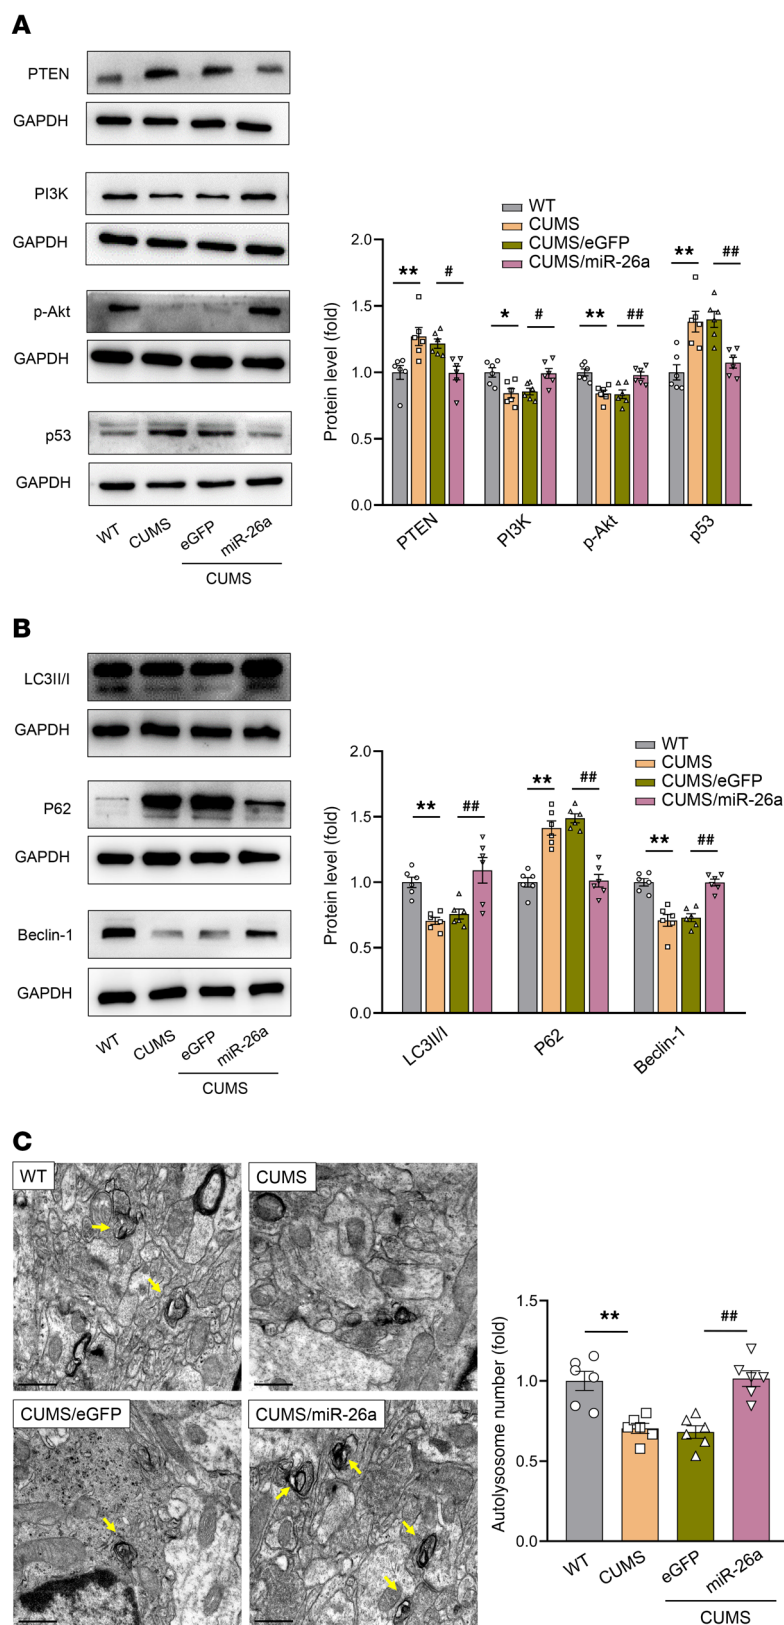 A
PTEN
GAPDH
PI3K
GAPDH
p-Akt
GAPDH
p53
GAPDH
WT
CUMS
eGFP
miR-26a
CUMS
WT
CUMS
CUMS/eGFP
CUMS/miR-26a
Protein level (fold)
2.0
1.5
1.0
0.5
0.0
**
#
*
#
**
##
**
##
PTEN
PI3K
p-Akt
p53
B
LC3II/I
GAPDH
P62
GAPDH
Beclin-1
GAPDH
WT
CUMS
eGFP
miR-26a
CUMS
WT
CUMS
CUMS/eGFP
CUMS/miR-26a
Protein level (fold)
2.0
1.5
1.0
0.5
0.0
**
##
**
##
**
##
LC3II/I
P62
Beclin-1
C
WT
CUMS
CUMS/eGFP
CUMS/miR-26a
Autolysosome number (fold)
1.5
1.0
0.5
0.0
**
##
WT
CUMS
eGFP
miR-26a
CUMS